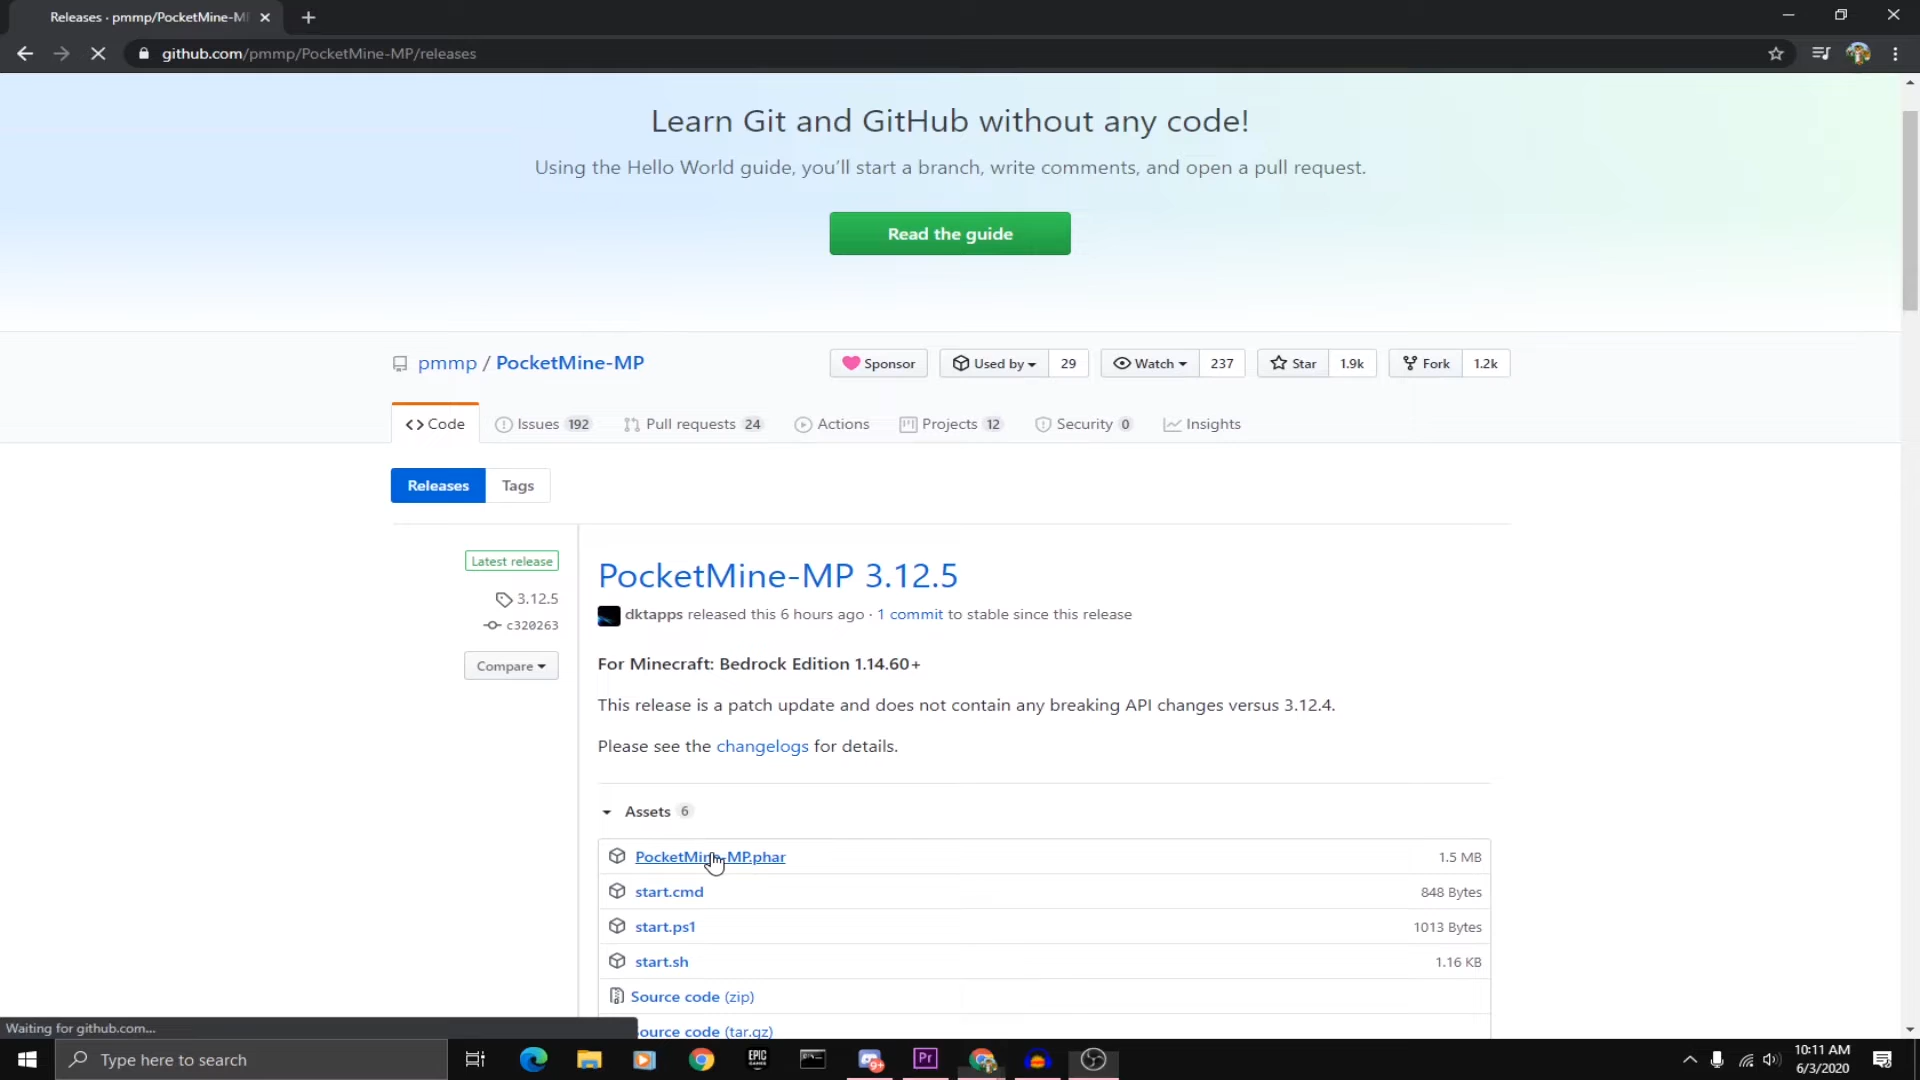 Releases · pmmp/PocketMine-M
github.com/pmmp/PocketMine-MP/releases
Learn Git and GitHub without any code!
Using the Hello World guide, you’ll start a branch, write comments, and open a pull request.
Read the guide
pmmp / PocketMine-MP
Sponsor
Used by 29
Watch 237
Star 1.9k
Fork 1.2k
Code
Issues 192
Pull requests 24
Actions
Projects 12
Security 0
Insights
Releases
Tags
Latest release
3.12.5
c320263
Compare
PocketMine-MP 3.12.5
dktapps released this 6 hours ago · 1 commit to stable since this release
For Minecraft: Bedrock Edition 1.14.60+
This release is a patch update and does not contain any breaking API changes versus 3.12.4.
Please see the changelogs for details.
Assets 6
PocketMine-MP.phar 1.5 MB
start.cmd 848 Bytes
start.ps1 1013 Bytes
start.sh 1.16 KB
Source code (zip)
ource code (tar.gz)
Waiting for github.com...
Type here to search
EPIC GAMES
9+
Pr
10:11 AM
6/3/2020